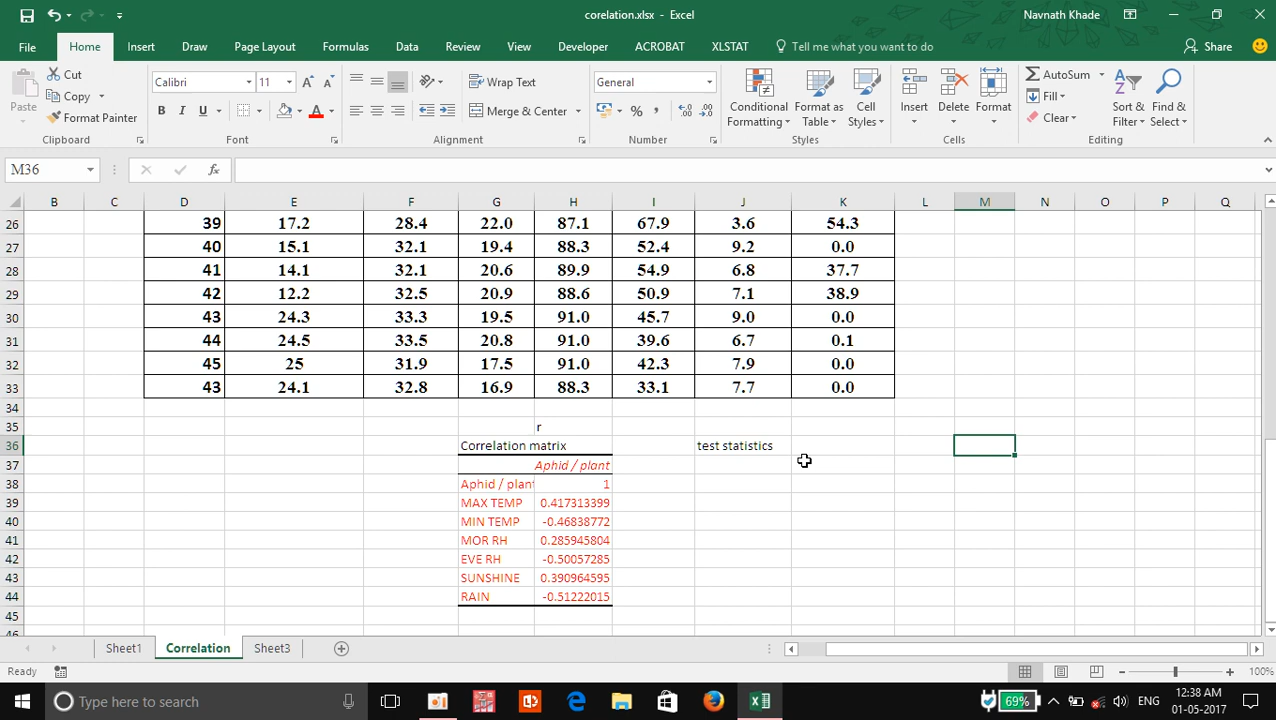 corelation.xlsx - Excel
Navnath Khade
File Home Insert Draw Page Layout Formulas Data Review View Developer ACROBAT XLSTAT Tell me what you want to do Share
Paste
Cut
Copy
Format Painter
Clipboard
Calibri 11
B I U
Font
Wrap Text
Merge & Center
Alignment
General
Number
Conditional Formatting
Format as Table
Cell Styles
Styles
Insert
Delete
Format
Cells
AutoSum
Fill
Clear
Sort & Filter
Find & Select
Editing
M36 fx
B C D E F G H I J K L M N O P Q
26 39 17.2 28.4 22.0 87.1 67.9 3.6 54.3
27 40 15.1 32.1 19.4 88.3 52.4 9.2 0.0
28 41 14.1 32.1 20.6 89.9 54.9 6.8 37.7
29 42 12.2 32.5 20.9 88.6 50.9 7.1 38.9
30 43 24.3 33.3 19.5 91.0 45.7 9.0 0.0
31 44 24.5 33.5 20.8 91.0 39.6 6.7 0.1
32 45 25 31.9 17.5 91.0 42.3 7.9 0.0
33 43 24.1 32.8 16.9 88.3 33.1 7.7 0.0
34
35 r
36 Correlation matrix test statistics
37 Aphid / plant
38 Aphid / plant 1
39 MAX TEMP 0.417313399
40 MIN TEMP -0.46838772
41 MOR RH 0.285945804
42 EVE RH -0.50057285
43 SUNSHINE 0.390964595
44 RAIN -0.51222015
45
46
Sheet1 Correlation Sheet3
Ready 100%
Type here to search 69% ENG 12:38 AM
01-05-2017